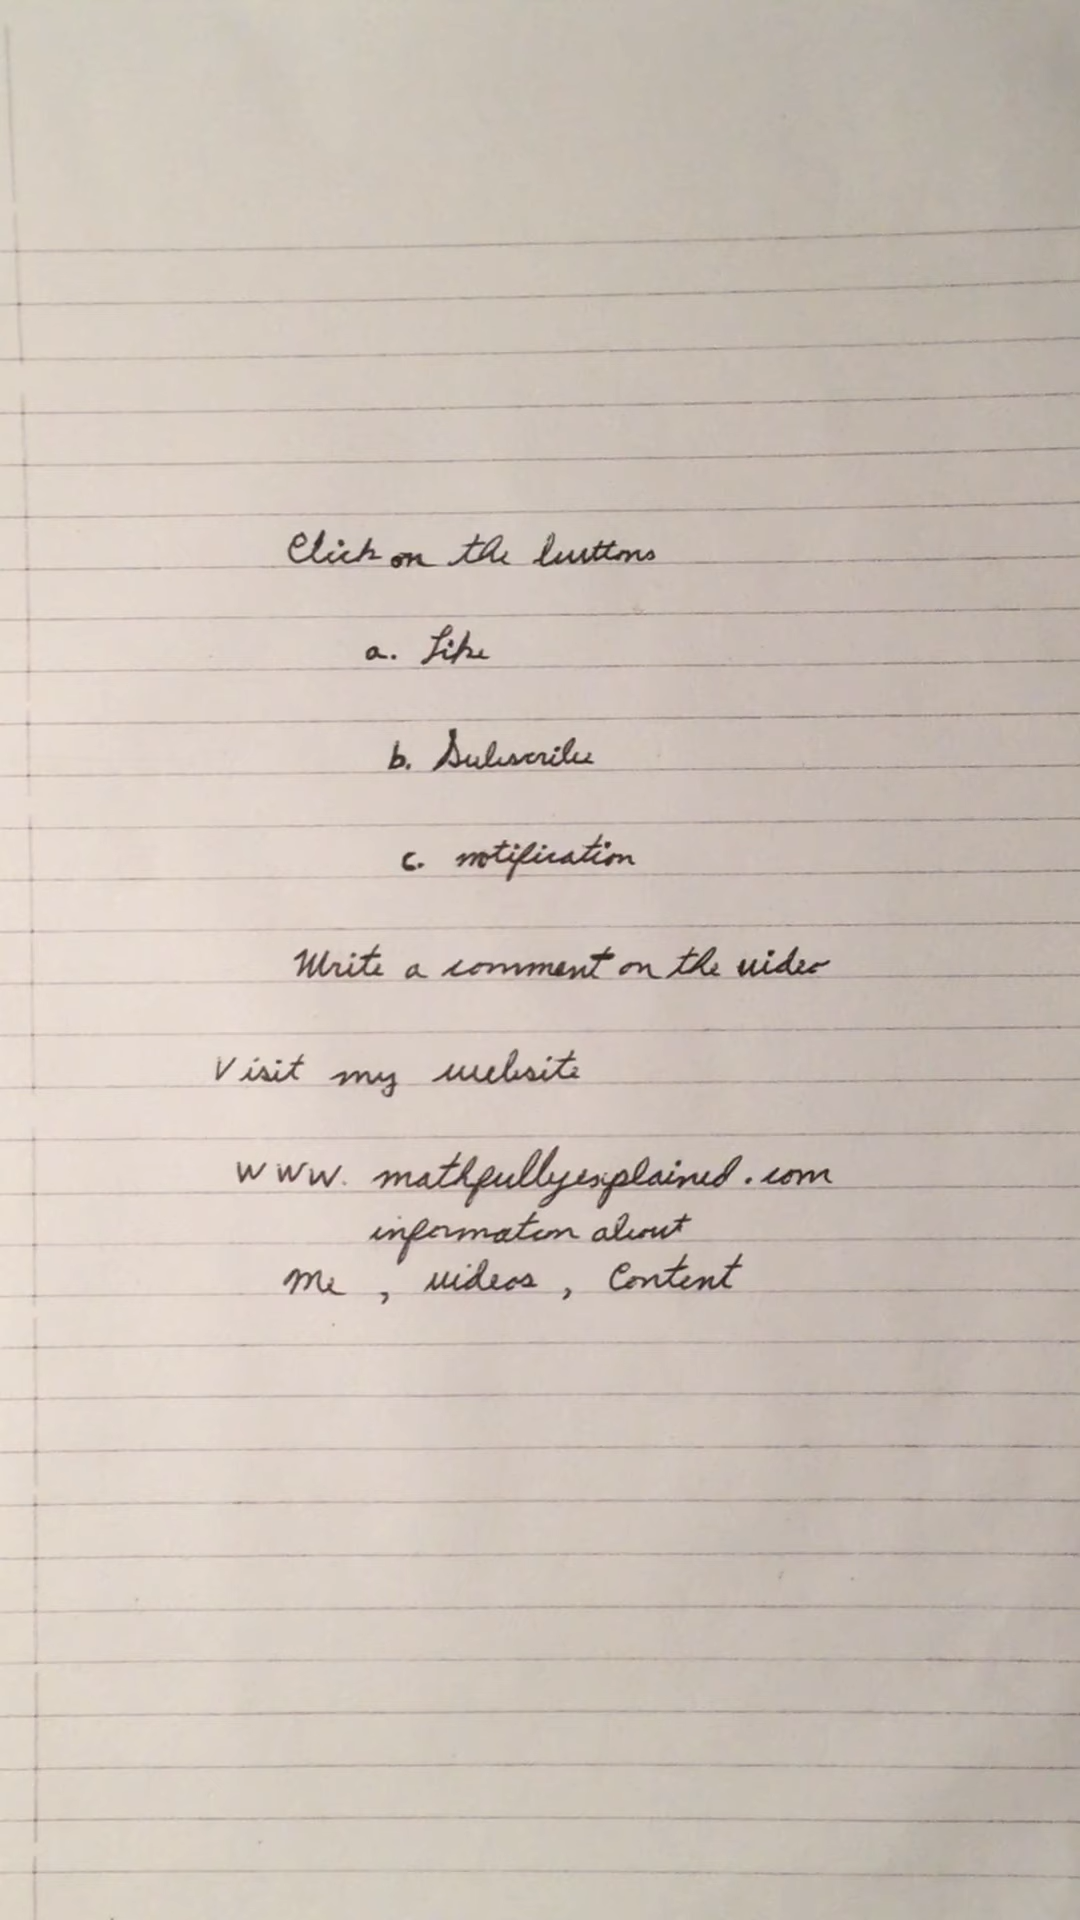 Click on the buttons
a. Like
b. Subscribe
c. notification
Write a comment on the video
Visit my website
www. mathfullyexplained.com
information about
me , videos , Content